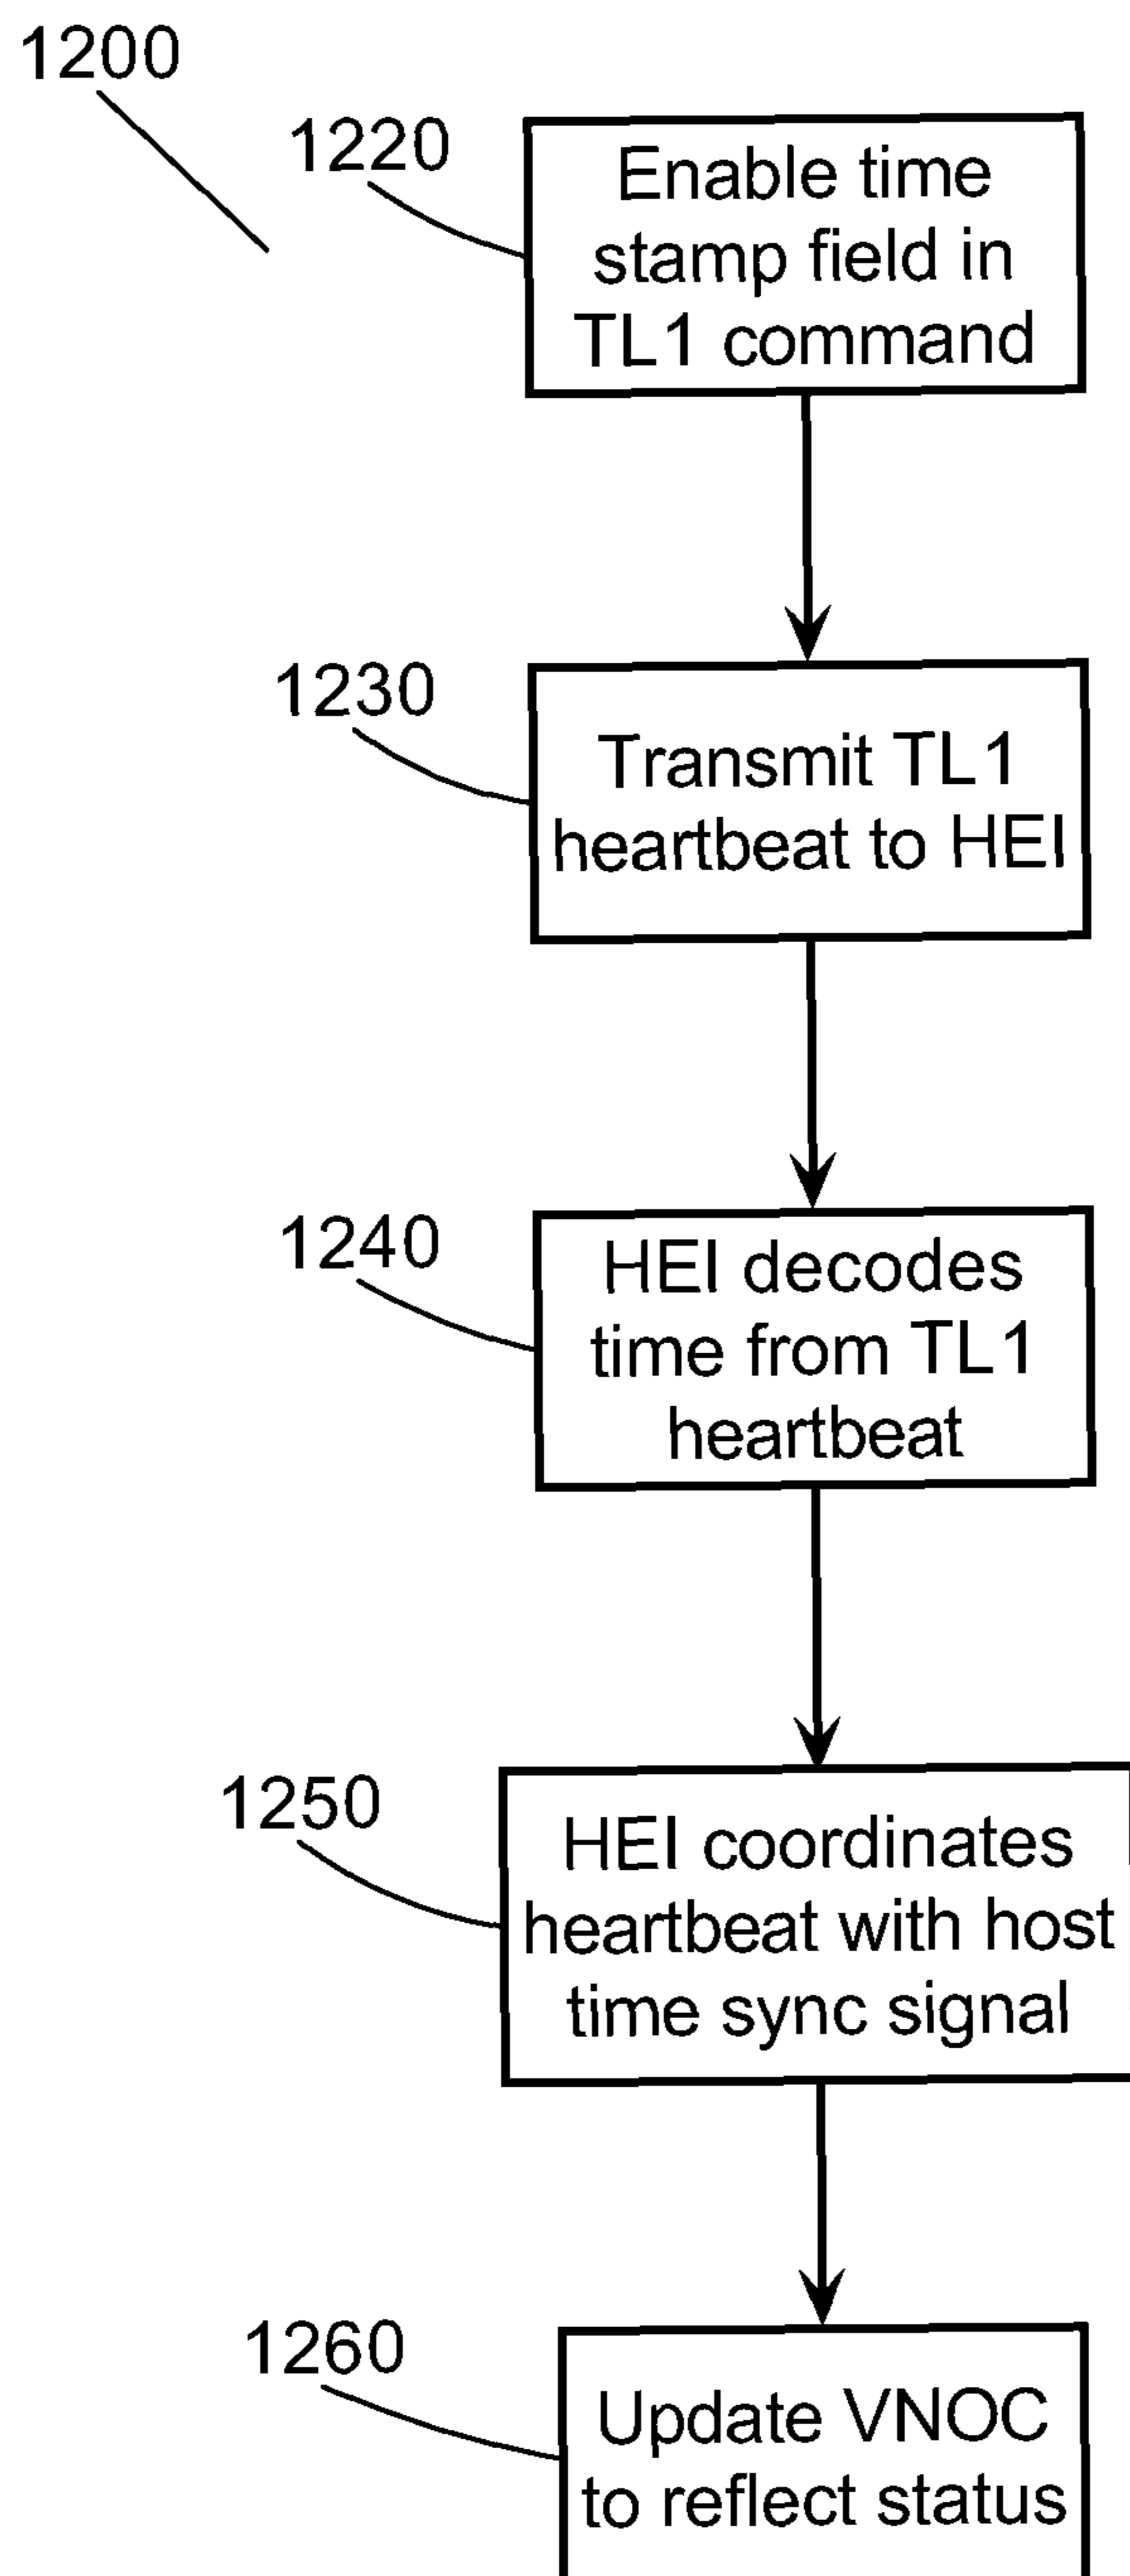 1200
1220
Enable time
stamp field in
TL1 command
1230
Transmit TL1
heartbeat to HEI
1240
HEI decodes
time from TL1
heartbeat
1250
HEI coordinates
heartbeat with host
time sync signal
1260
Update VNOC
to reflect status